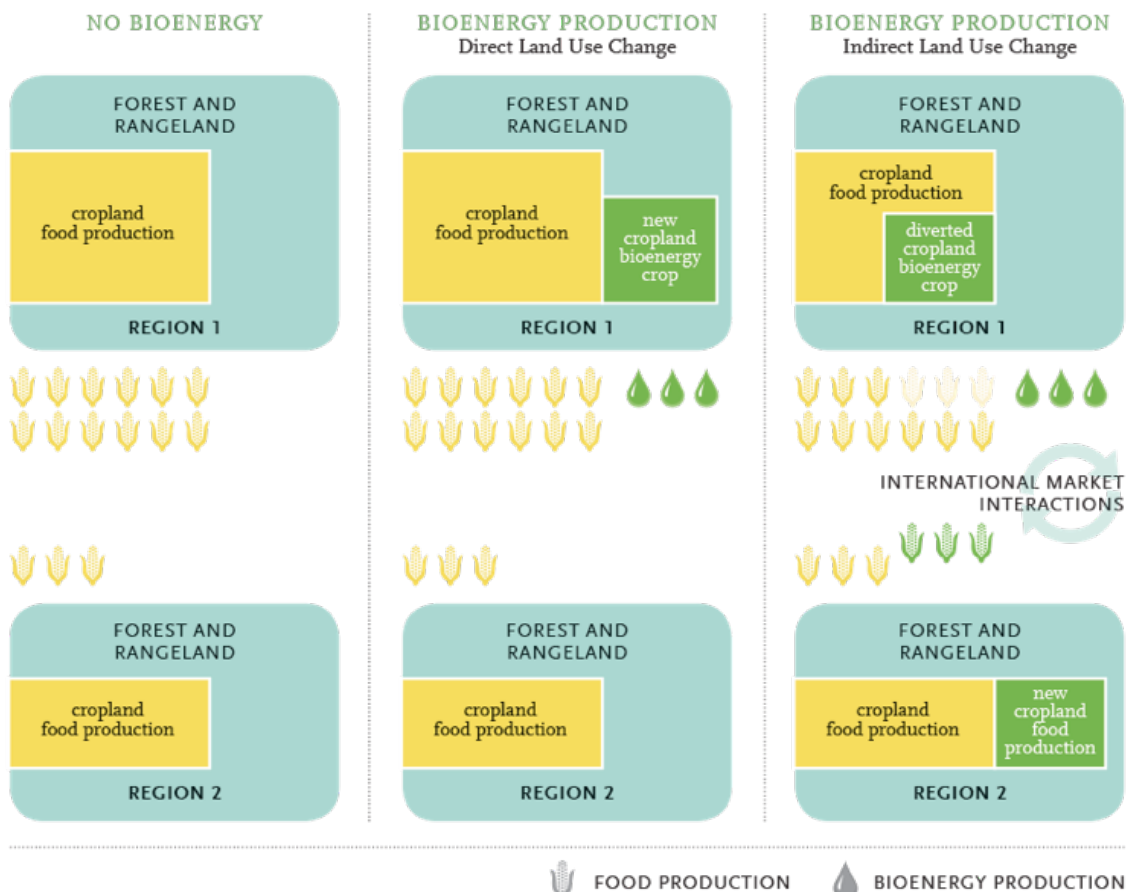 NO BIOENERGY
FOREST AND
RANGELAND
cropland
food production
REGION 1
FOREST AND
RANGELAND
cropland
food production
REGION 2
BIOENERGY PRODUCTION
Direct Land Use Change
FOREST AND
RANGELAND
cropland
food production
new
cropland
bioenergy
crop
REGION 1
FOREST AND
RANGELAND
cropland
food production
REGION 2
BIOENERGY PRODUCTION
Indirect Land Use Change
FOREST AND
RANGELAND
cropland
food production
diverted
cropland
bioenergy
crop
REGION 1
INTERNATIONAL MARKET
INTERACTIONS
FOREST AND
RANGELAND
cropland
food production
new
cropland
food
production
REGION 2
FOOD PRODUCTION
BIOENERGY PRODUCTION